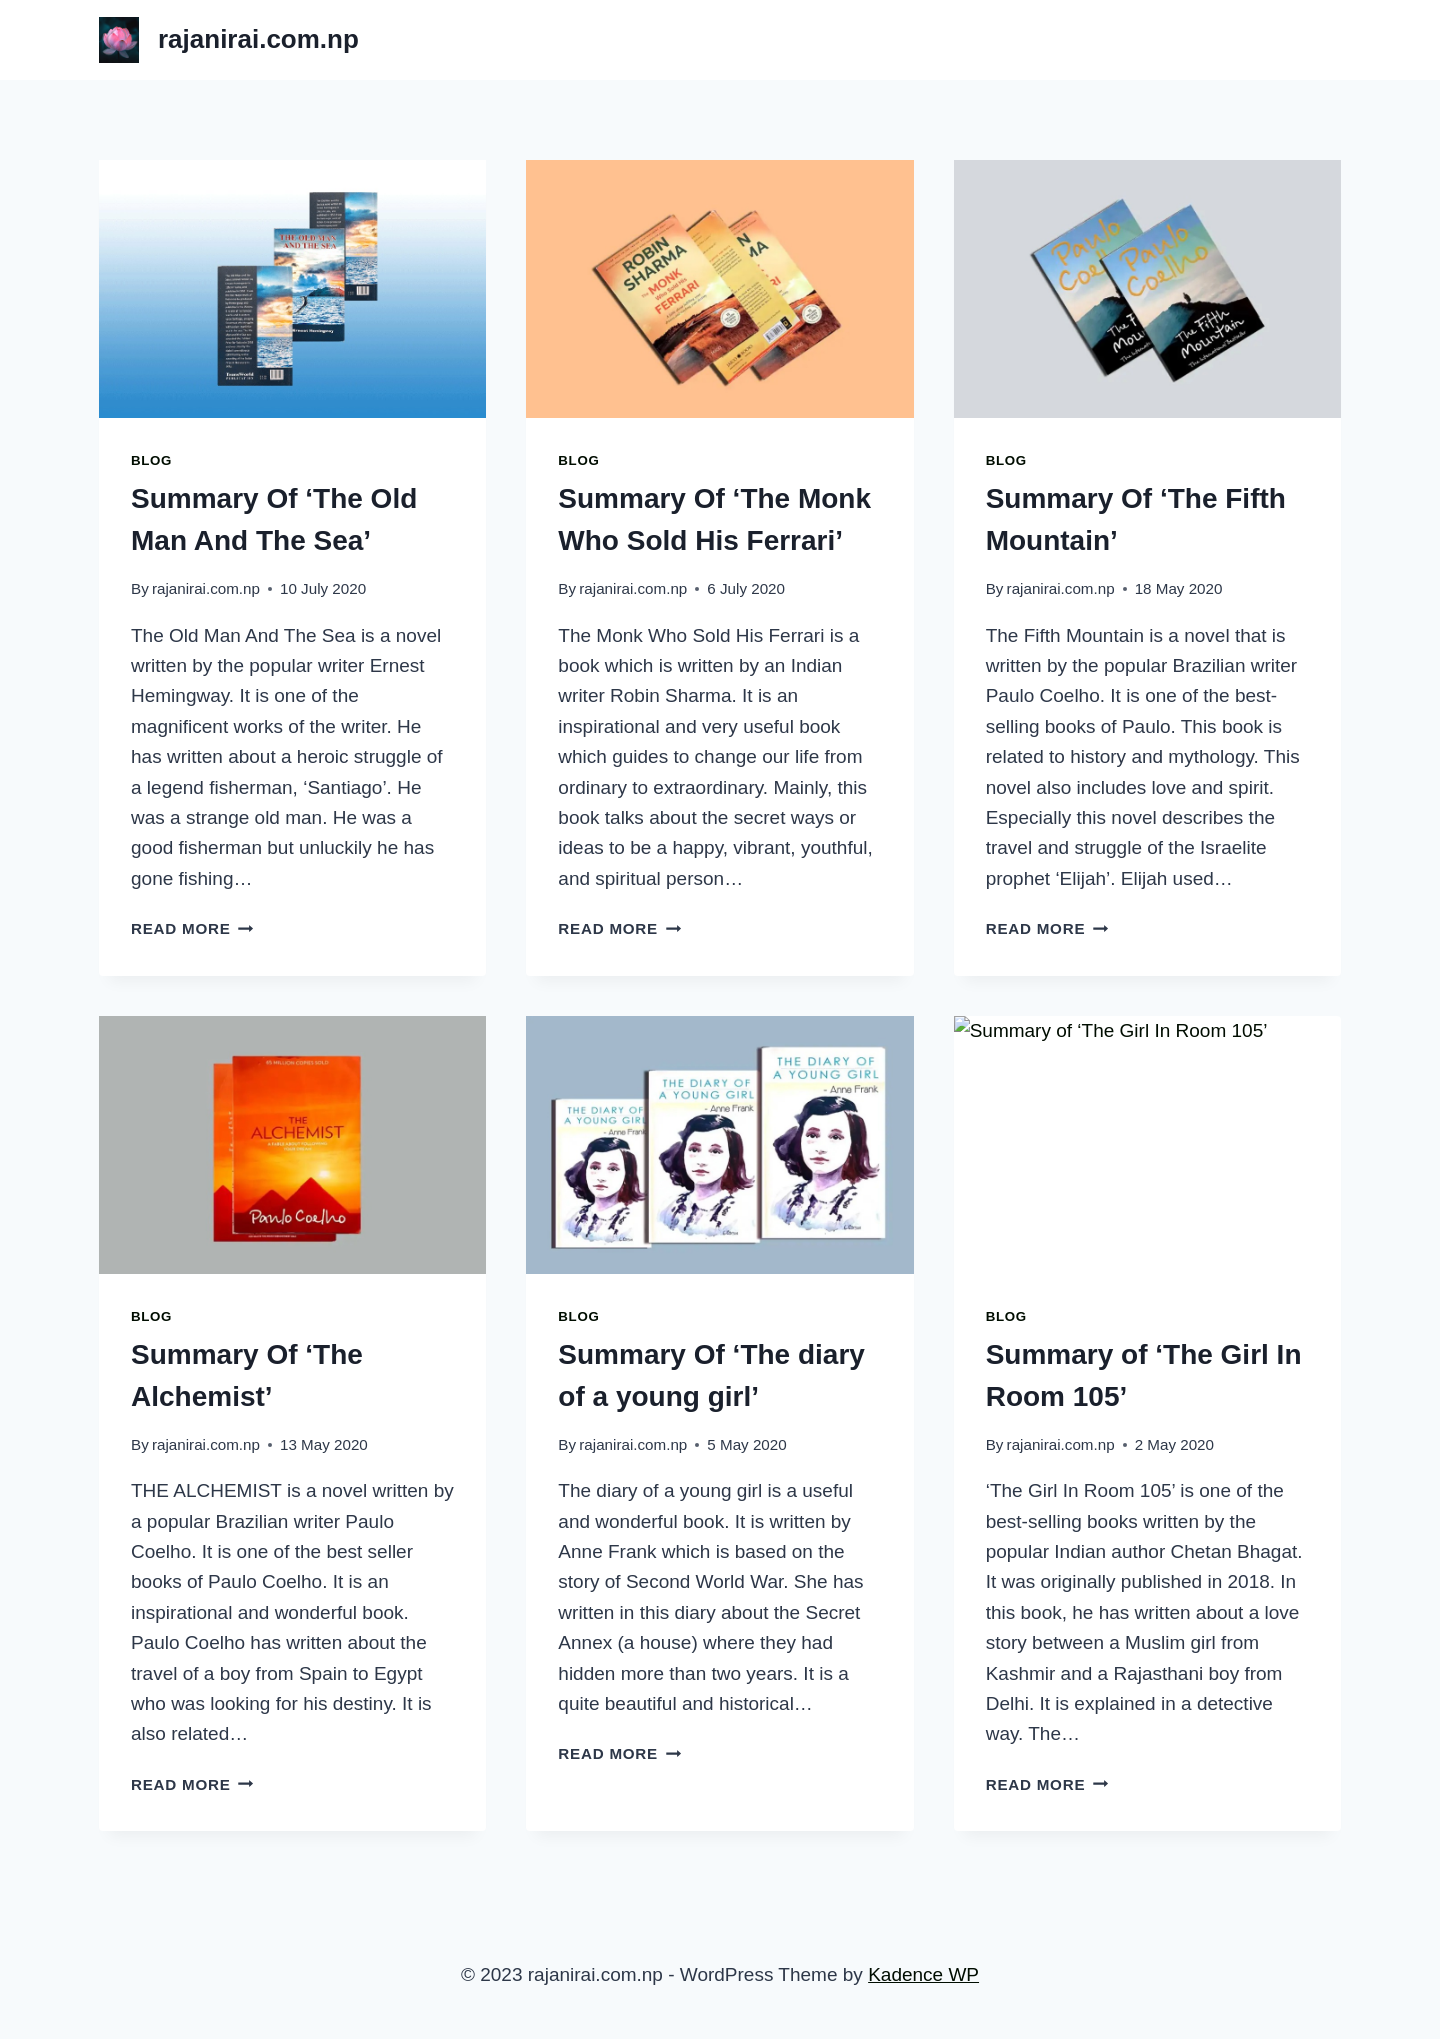 rajanirai.com.np
THE OLD MAN
AND THE SEA
Ernest Hemingway
TransWorld
ROBIN
SHARMA
The MONK
Who Sold His
FERRARI
Paulo
Coelho
Paulo
Coelho
The Fifth
Mountain
The International Bestseller
BLOG
Summary Of ‘The Old
Man And The Sea’
By rajanirai.com.np • 10 July 2020
The Old Man And The Sea is a novel
written by the popular writer Ernest
Hemingway. It is one of the
magnificent works of the writer. He
has written about a heroic struggle of
a legend fisherman, ‘Santiago’. He
was a strange old man. He was a
good fisherman but unluckily he has
gone fishing…
READ MORE
BLOG
Summary Of ‘The Monk
Who Sold His Ferrari’
By rajanirai.com.np • 6 July 2020
The Monk Who Sold His Ferrari is a
book which is written by an Indian
writer Robin Sharma. It is an
inspirational and very useful book
which guides to change our life from
ordinary to extraordinary. Mainly, this
book talks about the secret ways or
ideas to be a happy, vibrant, youthful,
and spiritual person…
READ MORE
BLOG
Summary Of ‘The Fifth
Mountain’
By rajanirai.com.np • 18 May 2020
The Fifth Mountain is a novel that is
written by the popular Brazilian writer
Paulo Coelho. It is one of the best-
selling books of Paulo. This book is
related to history and mythology. This
novel also includes love and spirit.
Especially this novel describes the
travel and struggle of the Israelite
prophet ‘Elijah’. Elijah used…
READ MORE
THE
ALCHEMIST
Paulo Coelho
THE DIARY OF
A YOUNG GIRL
- Anne Frank
THE DIARY OF
A YOUNG GIRL
- Anne Frank
THE DIARY OF
A YOUNG GIRL
- Anne Frank
Summary of ‘The Girl In Room 105’
BLOG
Summary Of ‘The
Alchemist’
By rajanirai.com.np • 13 May 2020
THE ALCHEMIST is a novel written by
a popular Brazilian writer Paulo
Coelho. It is one of the best seller
books of Paulo Coelho. It is an
inspirational and wonderful book.
Paulo Coelho has written about the
travel of a boy from Spain to Egypt
who was looking for his destiny. It is
also related…
READ MORE
BLOG
Summary Of ‘The diary
of a young girl’
By rajanirai.com.np • 5 May 2020
The diary of a young girl is a useful
and wonderful book. It is written by
Anne Frank which is based on the
story of Second World War. She has
written in this diary about the Secret
Annex (a house) where they had
hidden more than two years. It is a
quite beautiful and historical…
READ MORE
BLOG
Summary of ‘The Girl In
Room 105’
By rajanirai.com.np • 2 May 2020
‘The Girl In Room 105’ is one of the
best-selling books written by the
popular Indian author Chetan Bhagat.
It was originally published in 2018. In
this book, he has written about a love
story between a Muslim girl from
Kashmir and a Rajasthani boy from
Delhi. It is explained in a detective
way. The…
READ MORE
© 2023 rajanirai.com.np - WordPress Theme by Kadence WP